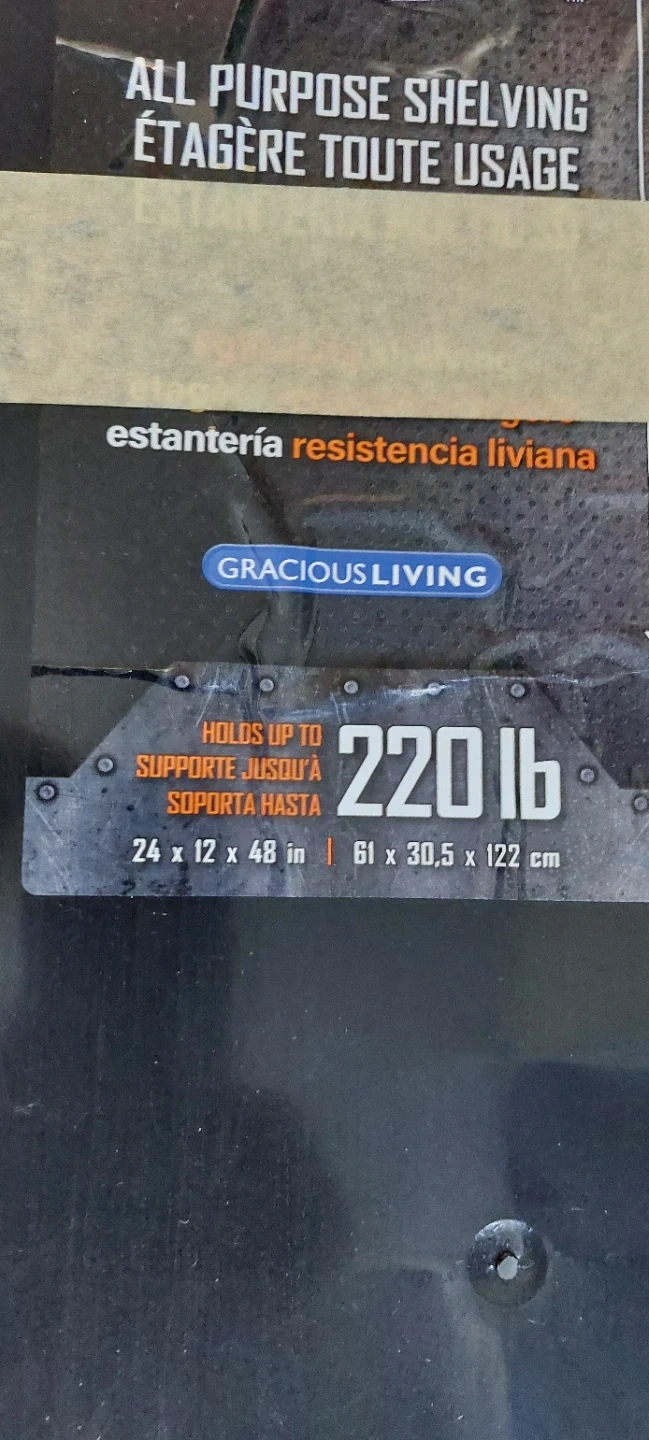 ALL PURPOSE SHELVING
ÉTAGÈRE TOUTE USAGE
estantería resistencia liviana
GRACIOUS LIVING
HOLDS UP TO
SUPPORTE JUSQU'À
SOPORTA HASTA
220 lb
24 x 12 x 48 in | 61 x 30,5 x 122 cm